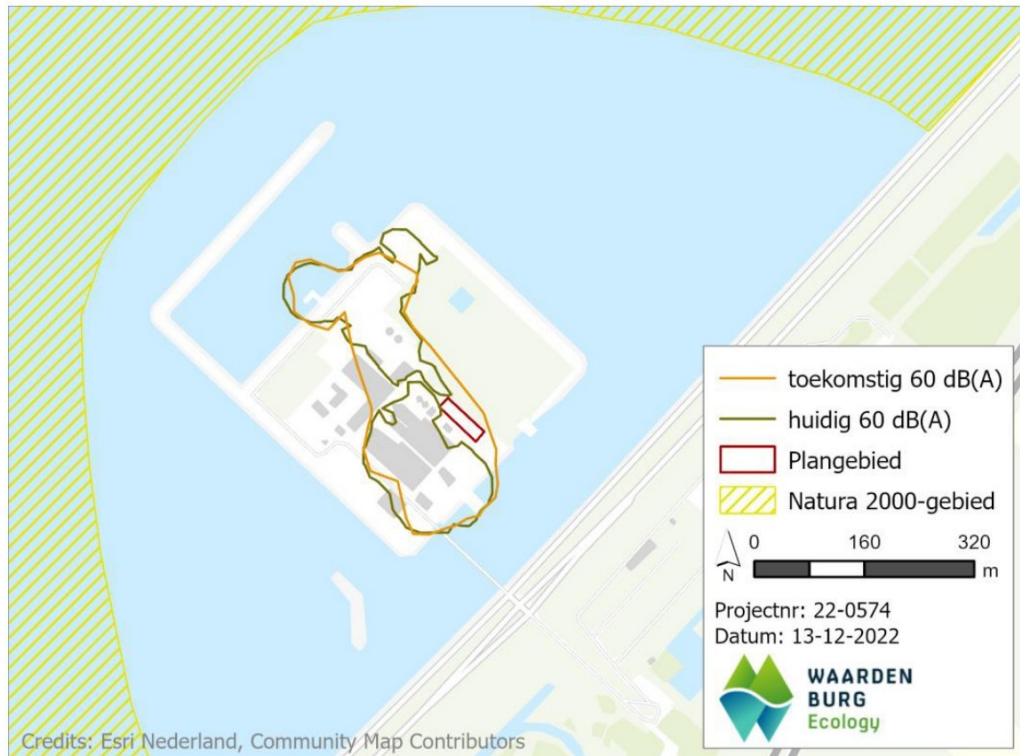 toekomstig 60 dB(A)
huidig 60 dB(A)
Plangebied
Natura 2000-gebied
0 160 320
m
N
Projectnr: 22-0574
Datum: 13-12-2022
WAARDEN
BURG
Ecology
Credits: Esri Nederland, Community Map Contributors